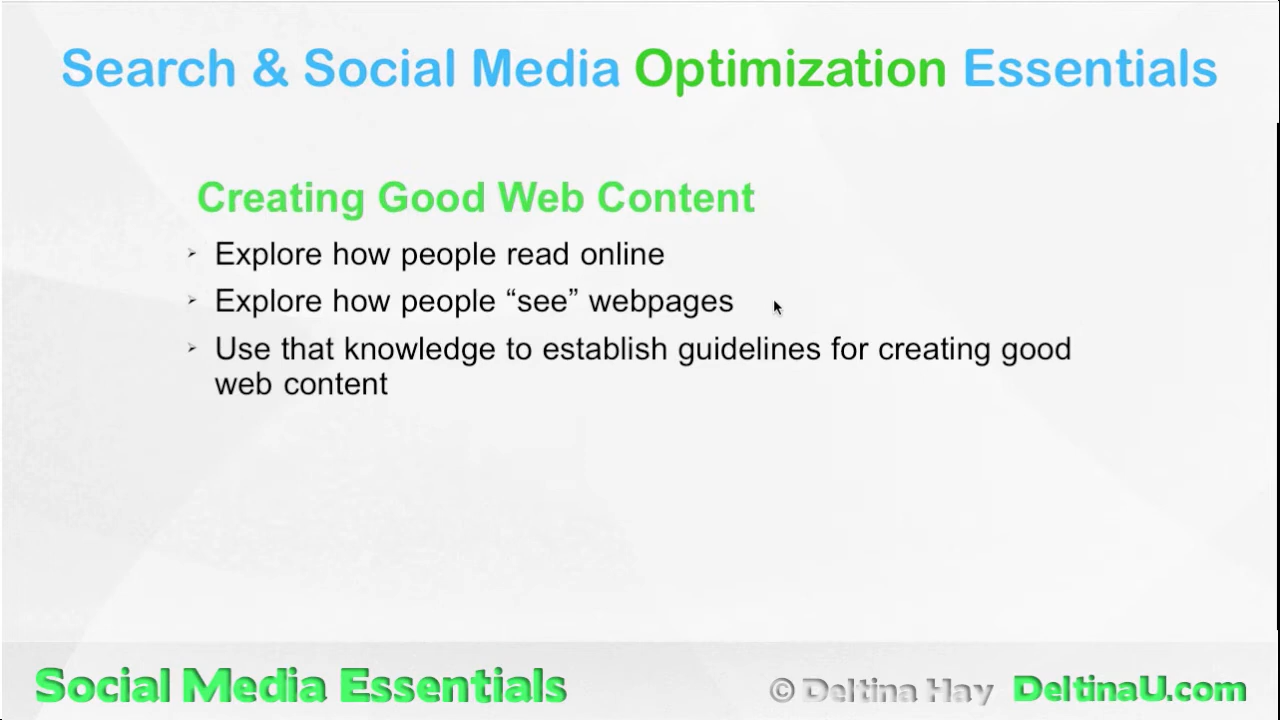 Search & Social Media Optimization Essentials
Creating Good Web Content
Explore how people read online
Explore how people “see” webpages
Use that knowledge to establish guidelines for creating good
web content
Social Media Essentials
© Deltina Hay DeltinaU.com